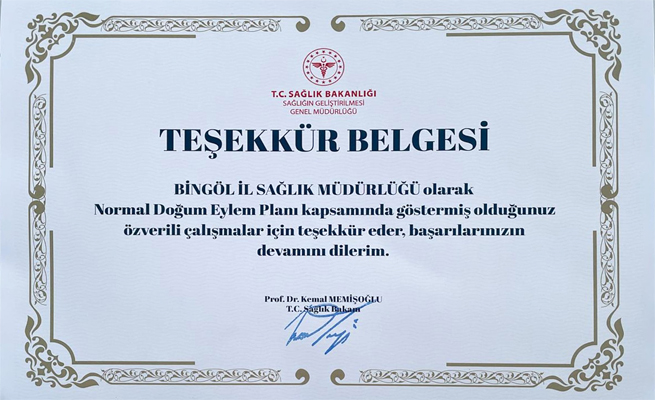 T.C. SAĞLIK BAKANLIĞI
SAĞLIĞIN GELİŞTİRİLMESİ
GENEL MÜDÜRLÜĞÜ
TEŞEKKÜR BELGESİ
BİNGÖL İL SAĞLIK MÜDÜRLÜĞÜ olarak
Normal Doğum Eylem Planı kapsamında göstermiş olduğunuz
özverili çalışmalar için teşekkür eder, başarılarınızın
devamını dilerim.
Prof. Dr. Kemal MEMİŞOĞLU
T.C. Sağlık Bakanı